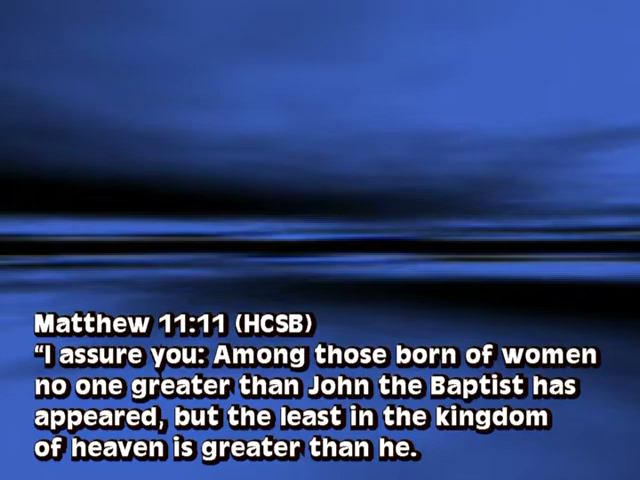 Matthew 11:11 (HCSB)
“I assure you: Among those born of women
no one greater than John the Baptist has
appeared, but the least in the kingdom
of heaven is greater than he.